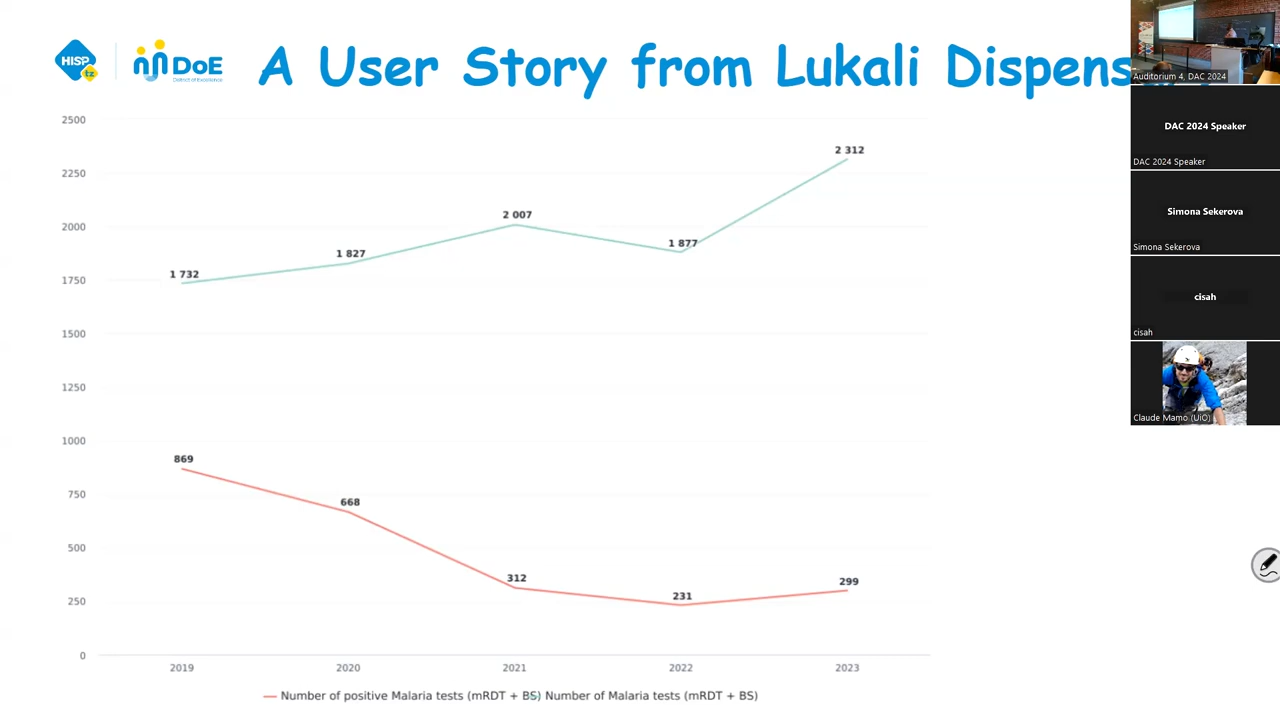 HISP
tz
DoE
District of Excellence
A User Story from Lukali Dispens
2500
2250
2000
1750
1500
1250
1000
750
500
250
0
1 732
1 827
2 007
1 877
2 312
869
668
312
231
299
2019 2020 2021 2022 2023
Number of positive Malaria tests (mRDT + BS) Number of Malaria tests (mRDT + BS)
Auditorium 4, DAC 2024
DAC 2024 Speaker
DAC 2024 Speaker
Simona Sekerova
Simona Sekerova
cisah
cisah
Claude Mamo (UiO)